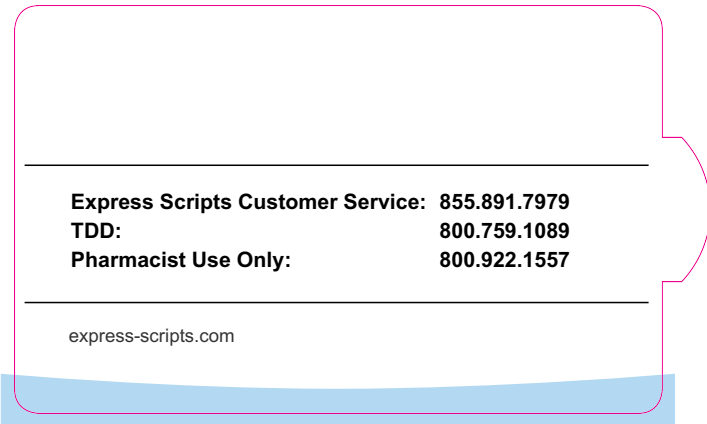 Express Scripts Customer Service: 855.891.7979
TDD: 800.759.1089
Pharmacist Use Only: 800.922.1557
express-scripts.com